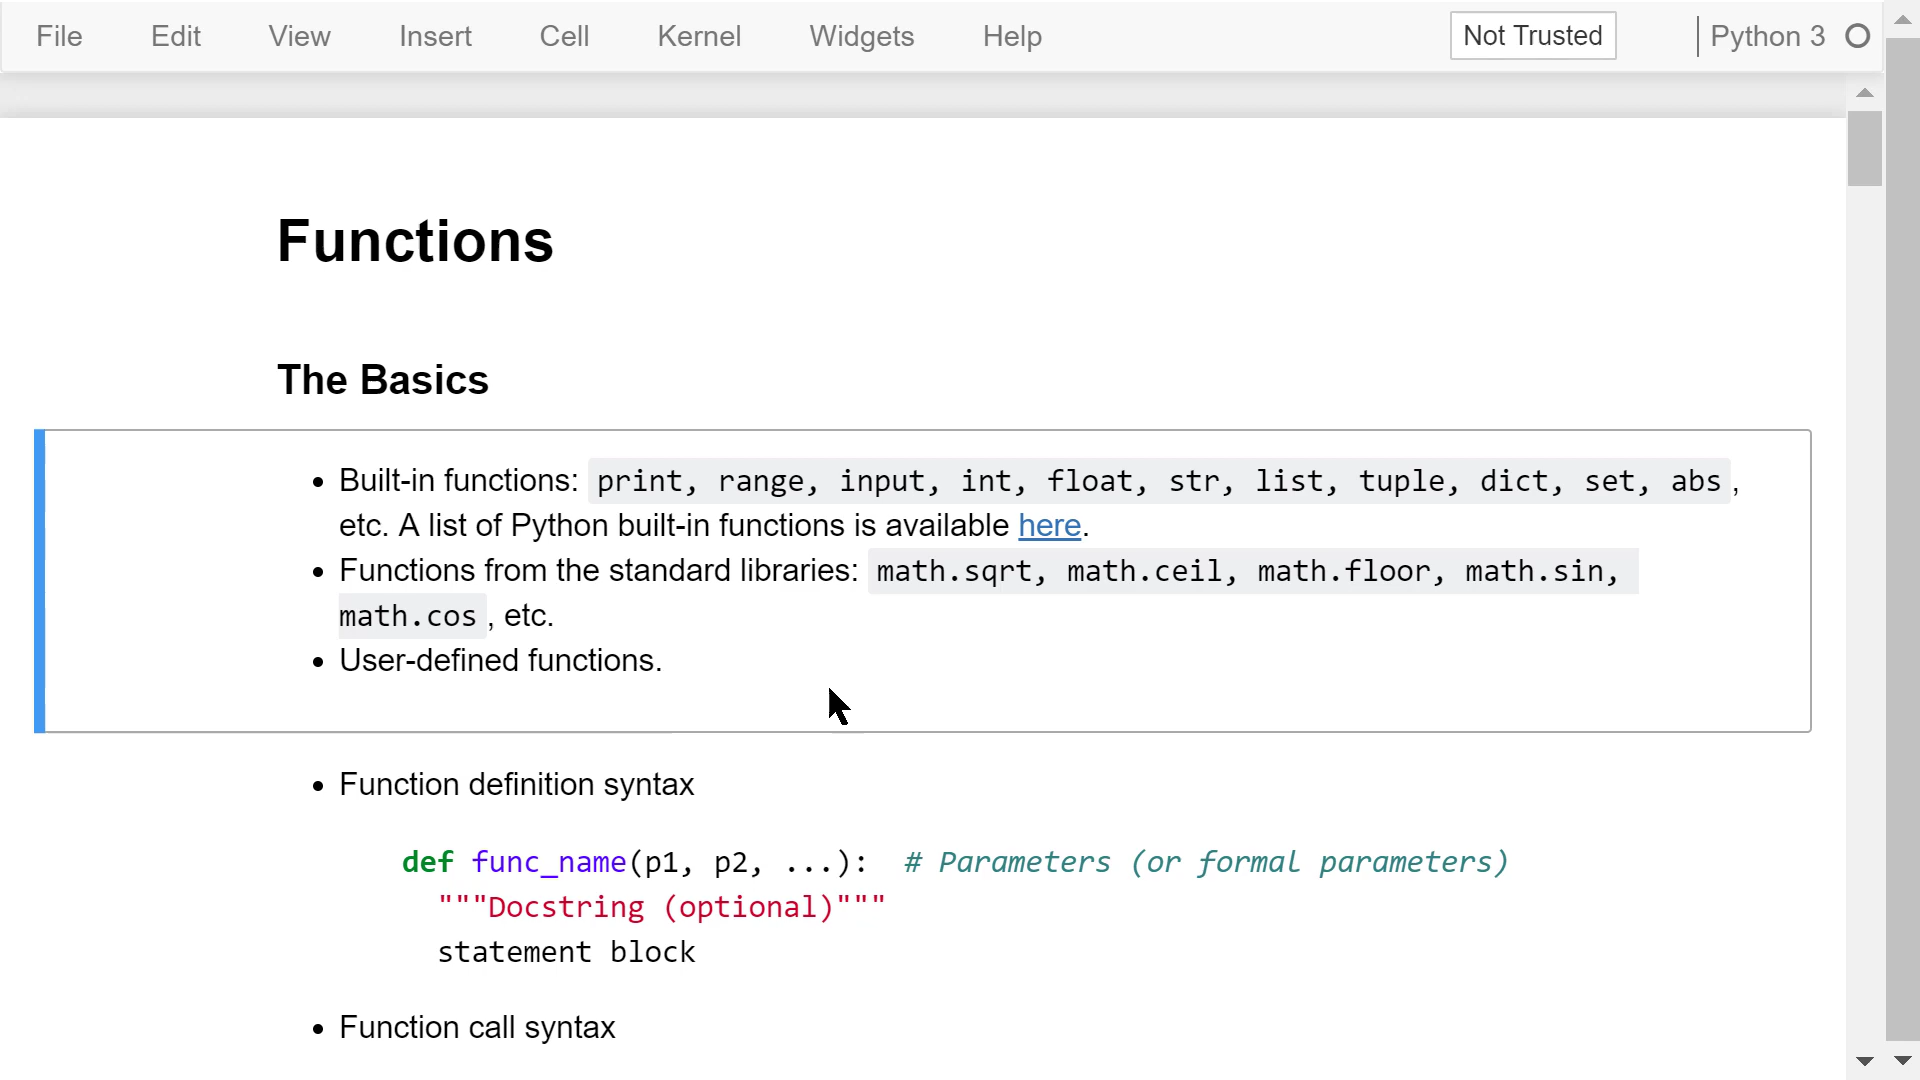 File Edit View Insert Cell Kernel Widgets Help Not Trusted Python 3
Functions
The Basics
• Built-in functions: print, range, input, int, float, str, list, tuple, dict, set, abs,
etc. A list of Python built-in functions is available here.
• Functions from the standard libraries: math.sqrt, math.ceil, math.floor, math.sin,
math.cos, etc.
• User-defined functions.
• Function definition syntax
def func_name(p1, p2, ...):  # Parameters (or formal parameters)
"""Docstring (optional)"""
statement block
• Function call syntax